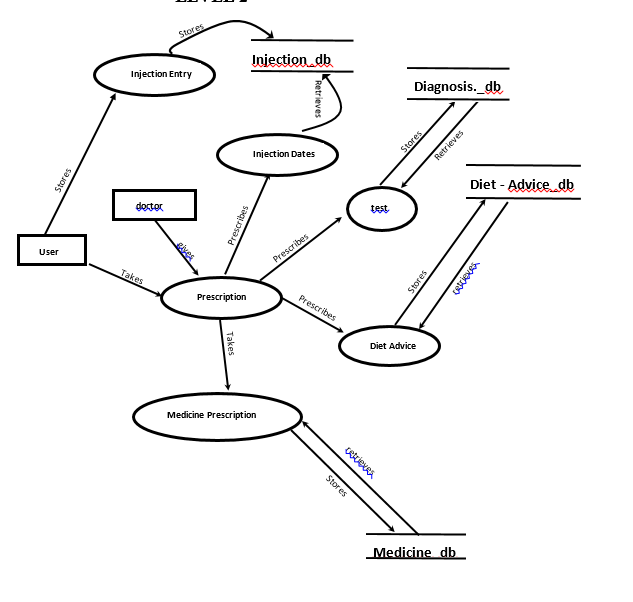 LEVEL 2
Stores
Injection_db
Injection Entry
Diagnosis._db
Retrieves
Stores
Retrieves
Injection Dates
Stores
Diet - Advice_db
doctor
test
Prescribes
gives
Prescribes
User
Takes
Stores
retrieves
Prescription
Prescribes
Takes
Diet Advice
Medicine Prescription
retrieves
Stores
Medicine_db